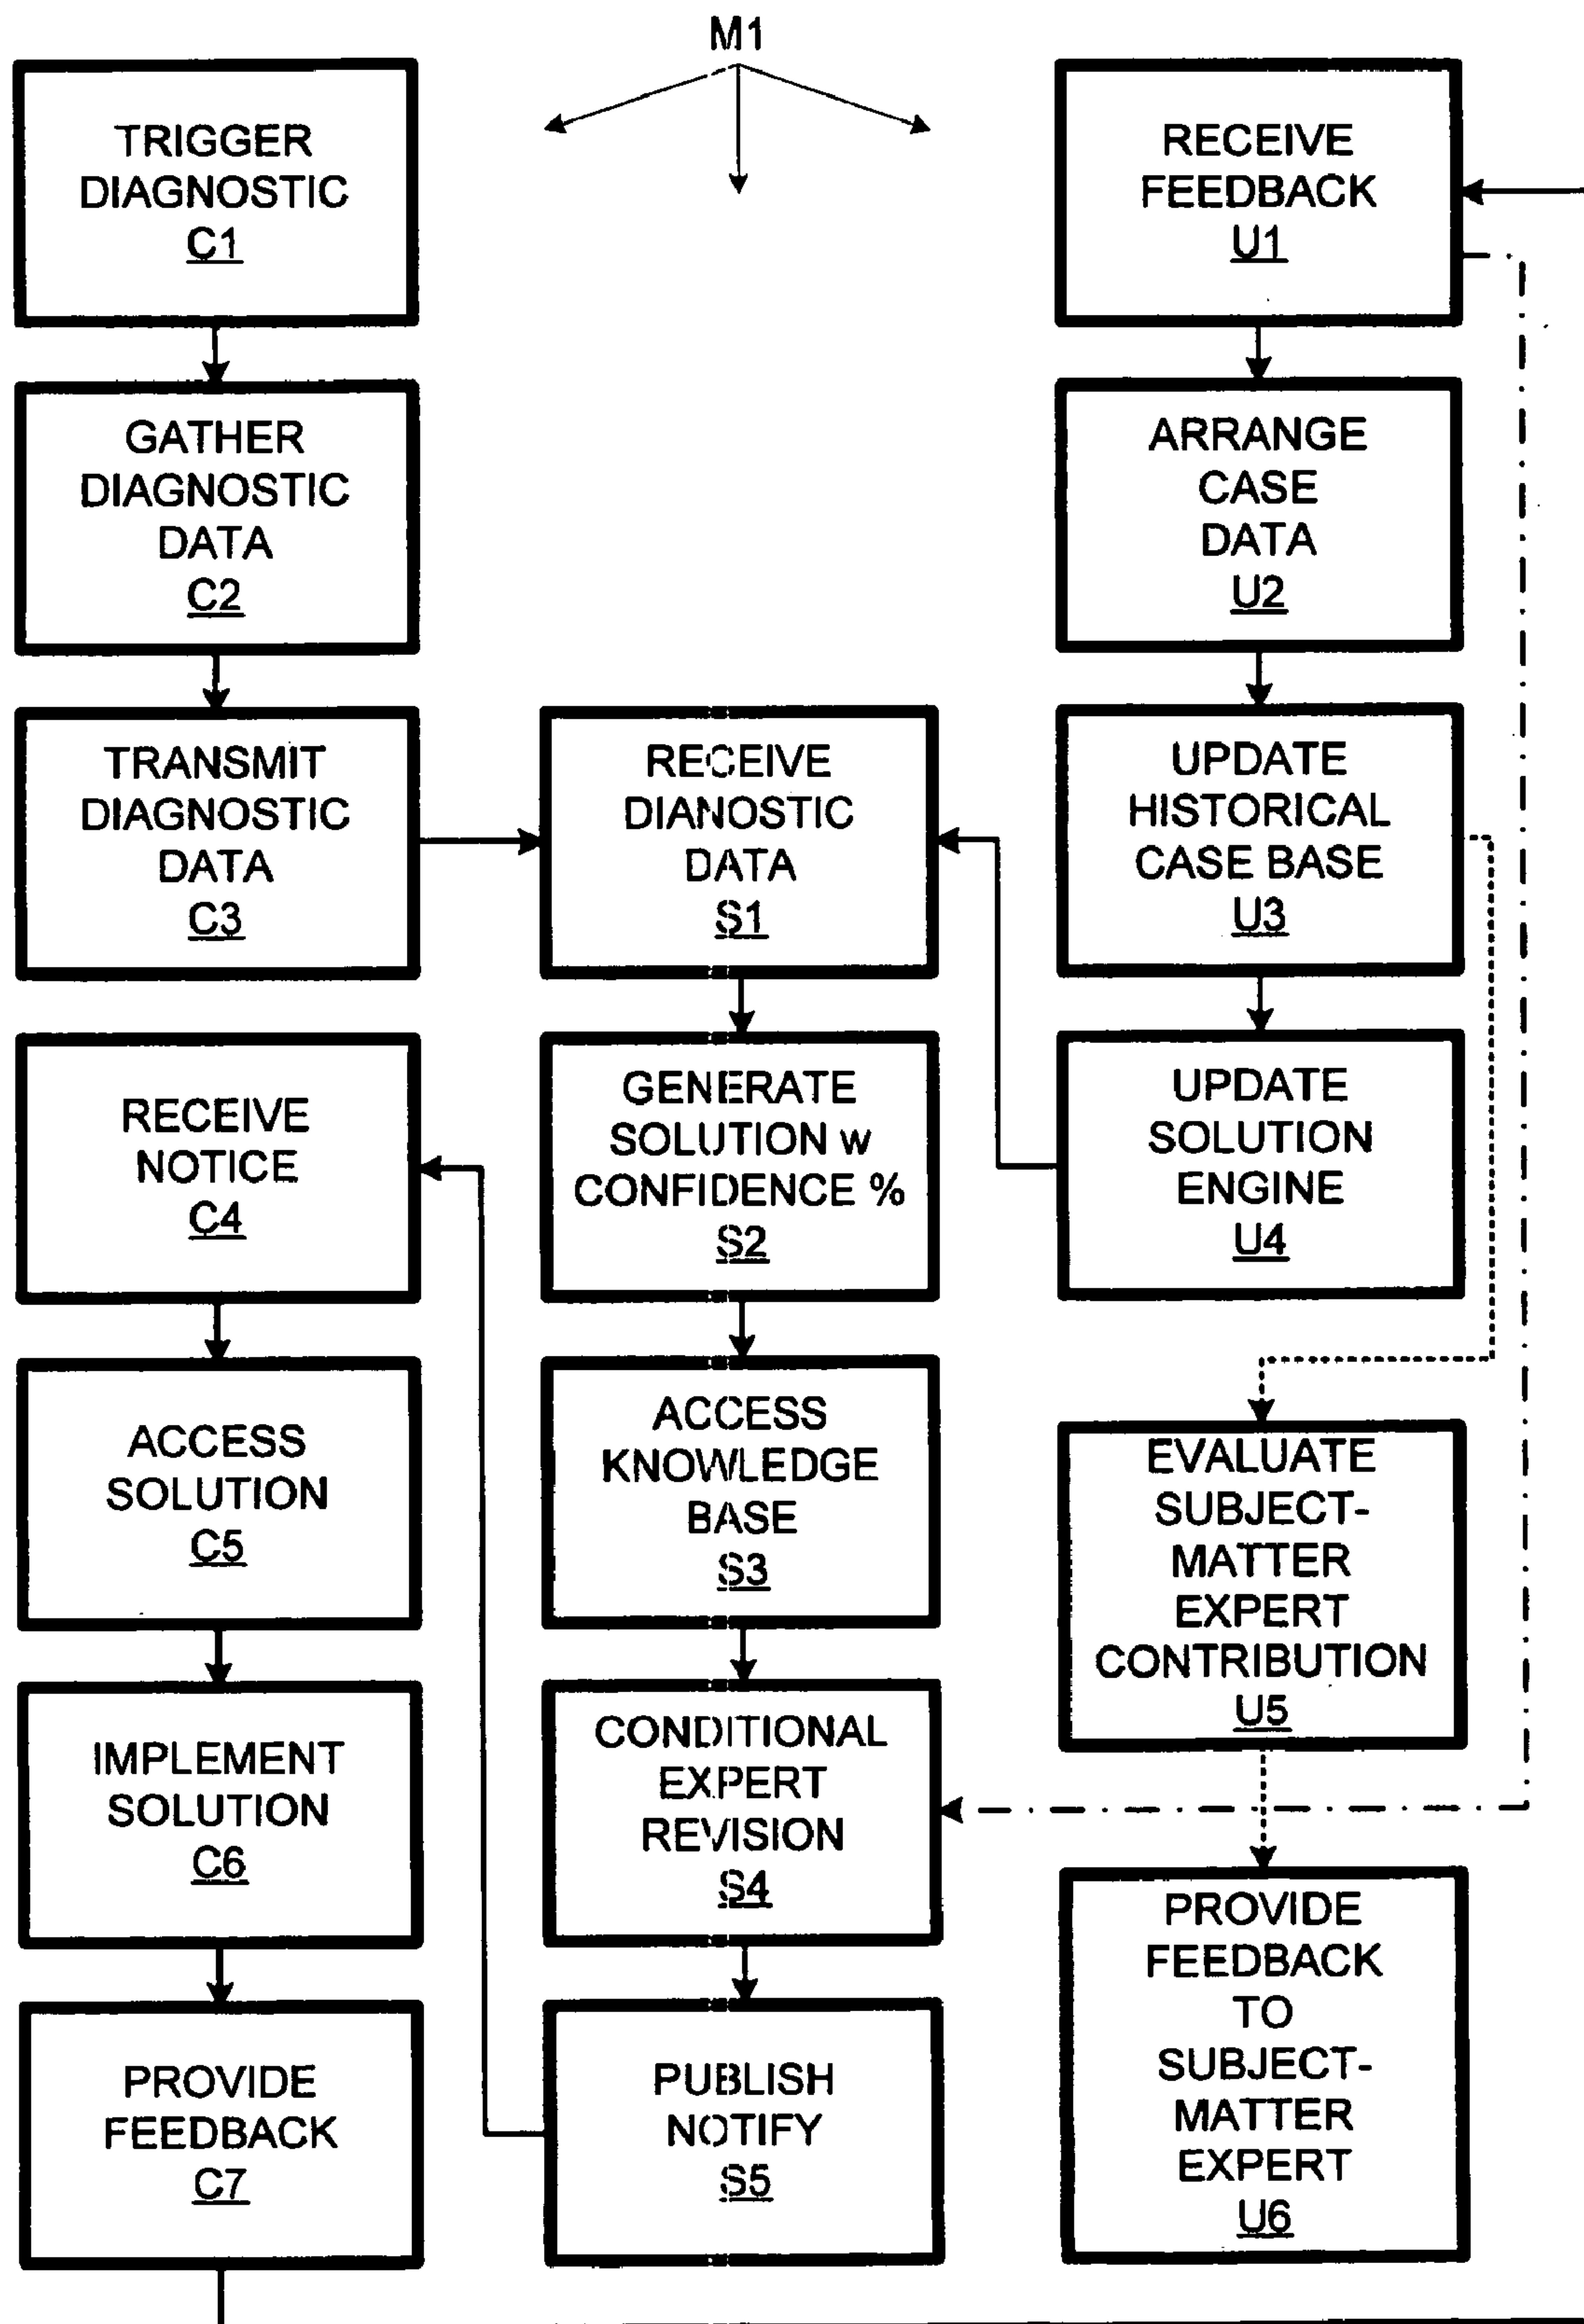 M1
TRIGGER
DIAGNOSTIC
C1
GATHER
DIAGNOSTIC
DATA
C2
TRANSMIT
DIAGNOSTIC
DATA
C3
RECEIVE
NOTICE
C4
ACCESS
SOLUTION
C5
IMPLEMENT
SOLUTION
C6
PROVIDE
FEEDBACK
C7
RECEIVE
DIANOSTIC
DATA
S1
GENERATE
SOLUTION w
CONFIDENCE %
S2
ACCESS
KNOWLEDGE
BASE
S3
CONDITIONAL
EXPERT
REVISION
S4
PUBLISH
NOTIFY
S5
RECEIVE
FEEDBACK
U1
ARRANGE
CASE
DATA
U2
UPDATE
HISTORICAL
CASE BASE
U3
UPDATE
SOLUTION
ENGINE
U4
EVALUATE
SUBJECT-
MATTER
EXPERT
CONTRIBUTION
U5
PROVIDE
FEEDBACK
TO
SUBJECT-
MATTER
EXPERT
U6